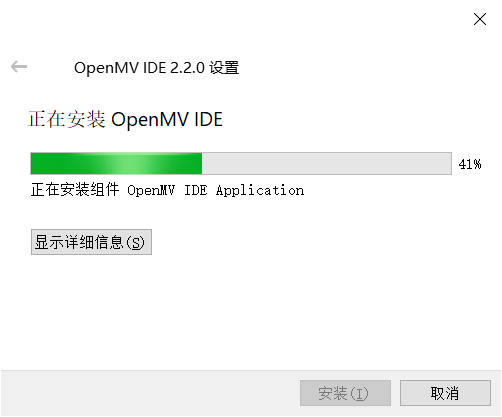 OpenMV IDE 2.2.0 设置
正在安装 OpenMV IDE
41%
正在安装组件 OpenMV IDE Application
显示详细信息(S)
安装(I)
取消